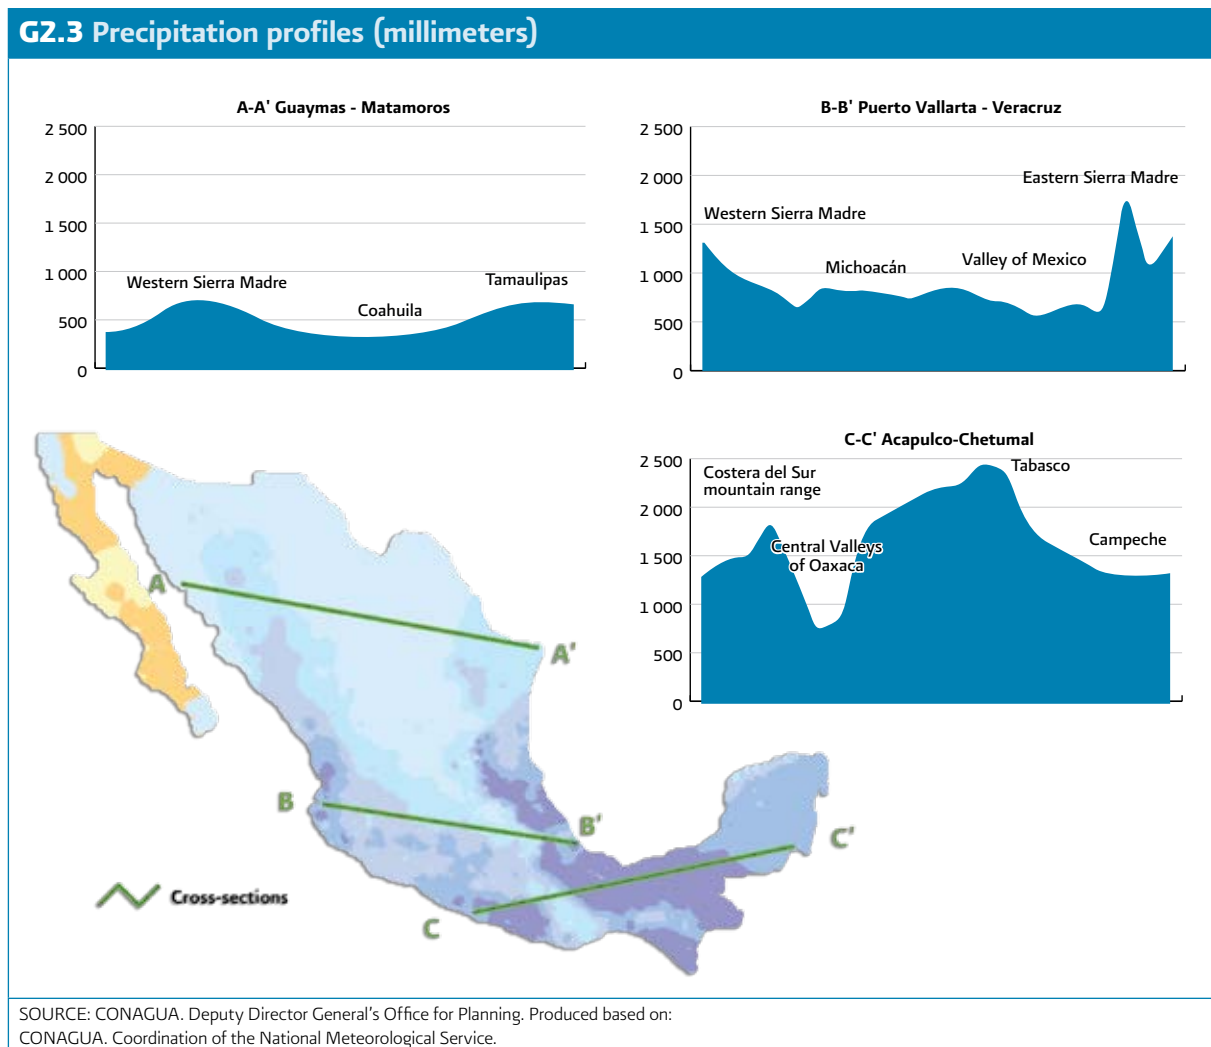 G2.3 Precipitation profiles (millimeters)
A-A' Guaymas - Matamoros
2 500
2 000
1 500
1 000
500
0
Western Sierra Madre
Coahuila
Tamaulipas
B-B' Puerto Vallarta - Veracruz
2 500
2 000
1 500
1 000
500
0
Western Sierra Madre
Michoacán
Valley of Mexico
Eastern Sierra Madre
C-C' Acapulco-Chetumal
2 500
2 000
1 500
1 000
500
0
Costera del Sur
mountain range
Central Valleys
of Oaxaca
Tabasco
Campeche
A
A'
B
B'
C
C'
Cross-sections
SOURCE: CONAGUA. Deputy Director General’s Office for Planning. Produced based on:
CONAGUA. Coordination of the National Meteorological Service.